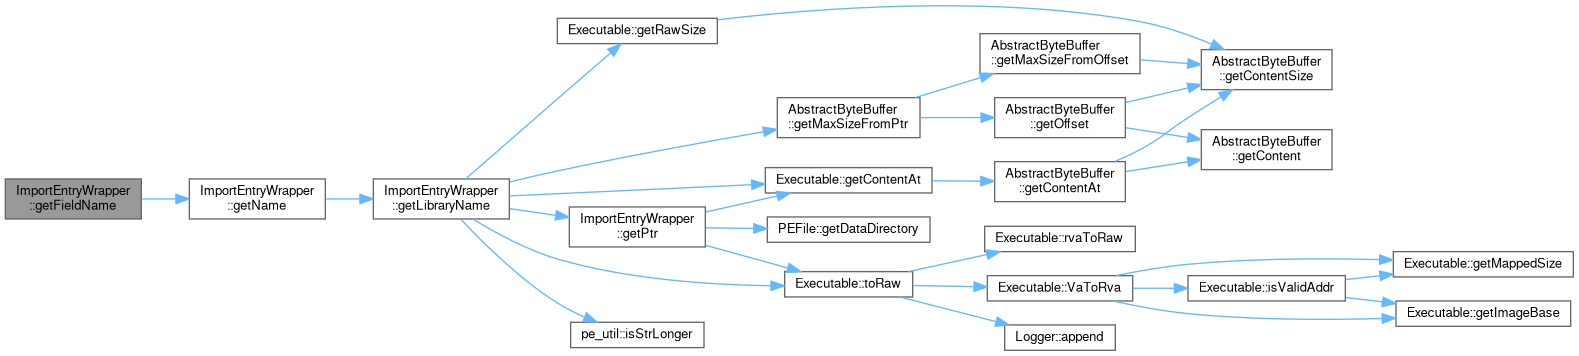 ImportEntryWrapper
::getFieldName
ImportEntryWrapper
::getName
ImportEntryWrapper
::getLibraryName
Executable::getRawSize
AbstractByteBuffer
::getMaxSizeFromPtr
Executable::getContentAt
ImportEntryWrapper
::getPtr
PEFile::getDataDirectory
Executable::toRaw
pe_util::isStrLonger
AbstractByteBuffer
::getMaxSizeFromOffset
AbstractByteBuffer
::getOffset
AbstractByteBuffer
::getContentAt
Executable::rvaToRaw
Executable::VaToRva
Logger::append
AbstractByteBuffer
::getContentSize
AbstractByteBuffer
::getContent
Executable::isValidAddr
Executable::getMappedSize
Executable::getImageBase